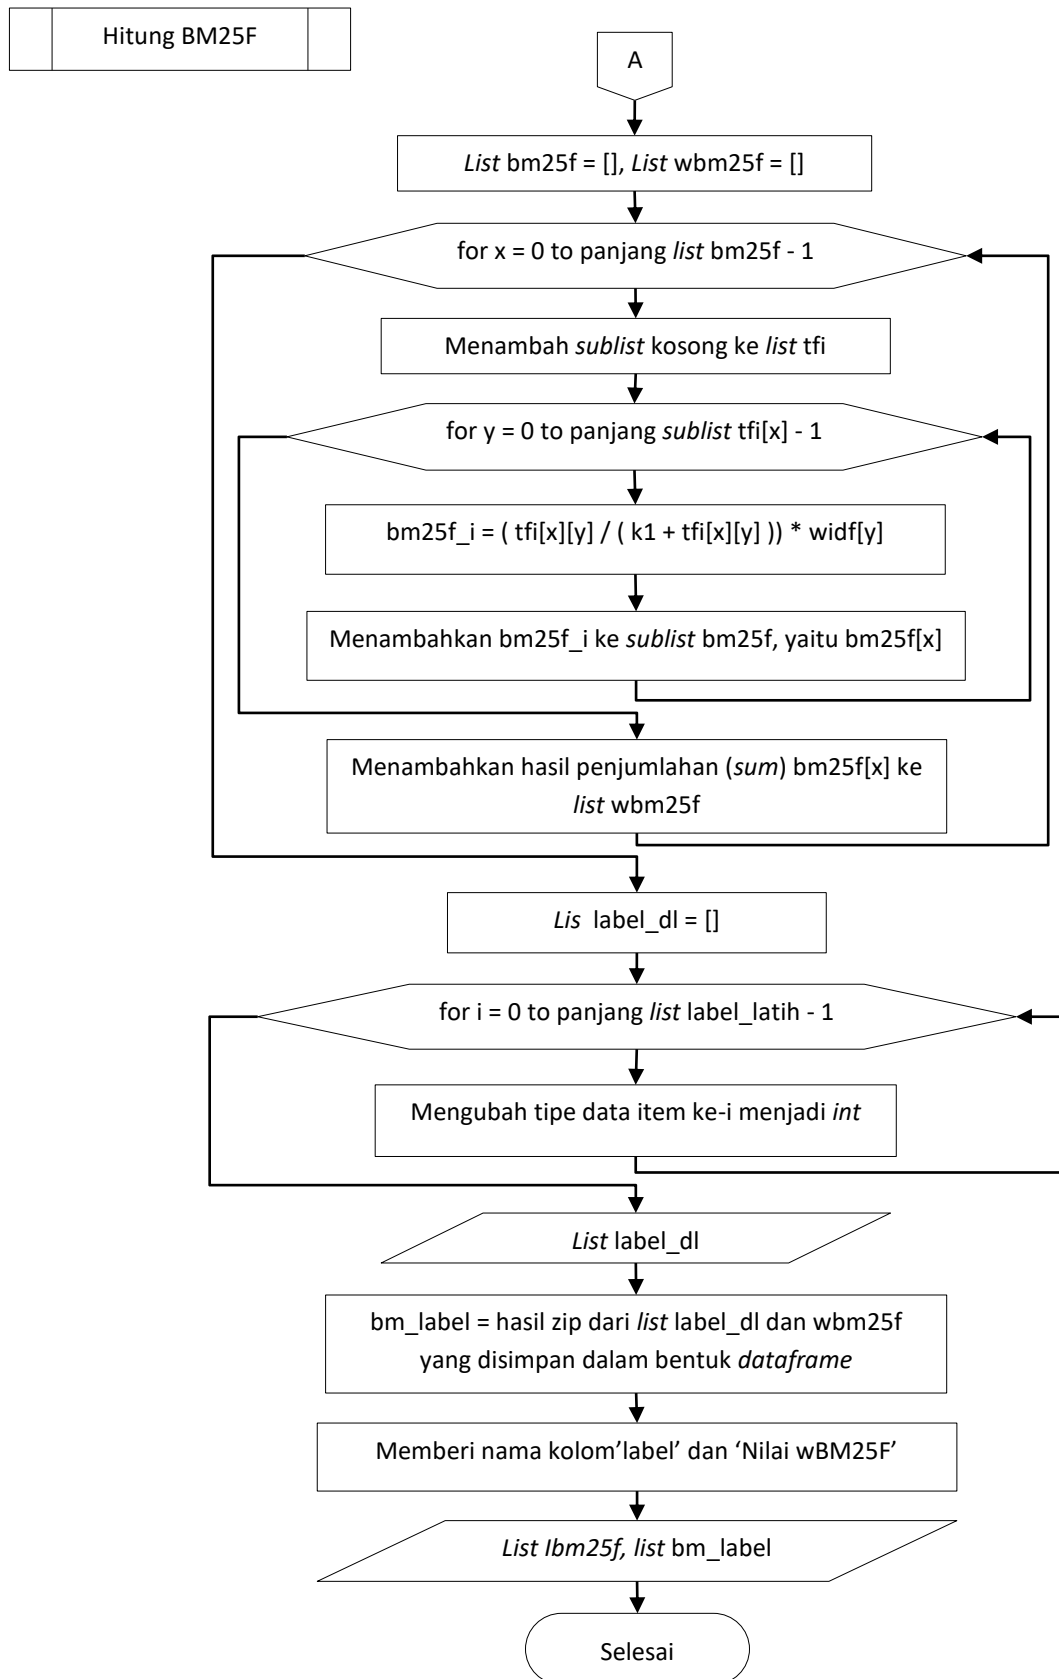 Hitung BM25F
A
List bm25f = [], List wbm25f = []
for x = 0 to panjang list bm25f - 1
Menambah sublist kosong ke list tfi
for y = 0 to panjang sublist tfi[x] - 1
bm25f_i = ( tfi[x][y] / ( k1 + tfi[x][y] )) * widf[y]
Menambahkan bm25f_i ke sublist bm25f, yaitu bm25f[x]
Menambahkan hasil penjumlahan (sum) bm25f[x] ke
list wbm25f
Lis label_dl = []
for i = 0 to panjang list label_latih - 1
Mengubah tipe data item ke-i menjadi int
List label_dl
bm_label = hasil zip dari list label_dl dan wbm25f
yang disimpan dalam bentuk dataframe
Memberi nama kolom’label’ dan ‘Nilai wBM25F’
List Ibm25f, list bm_label
Selesai